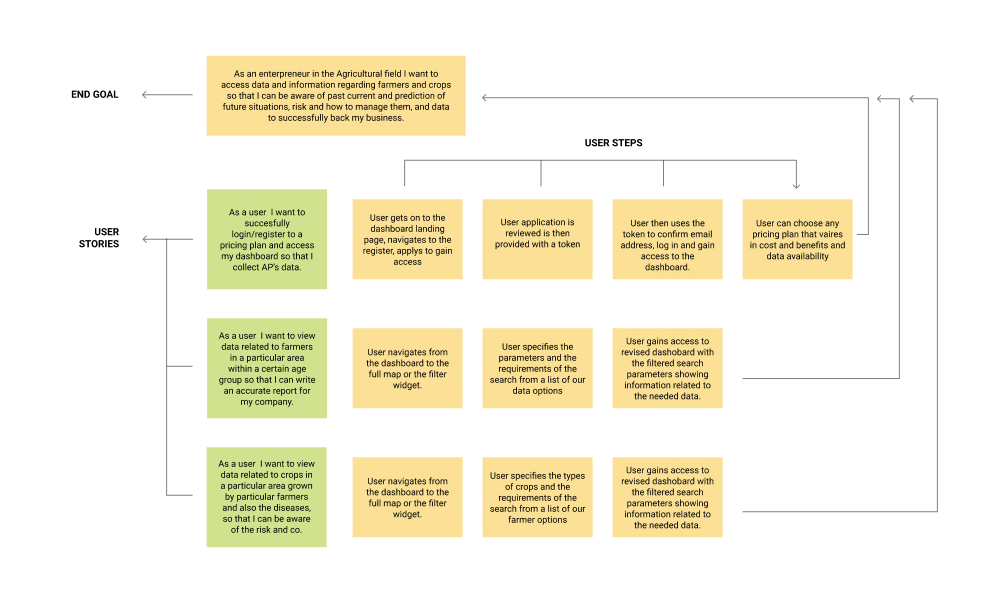 END GOAL
As an enterpreneur in the Agricultural field I want to
access data and information regarding farmers and crops
so that I can be aware of past current and prediction of
future situations, risk and how to manage them, and data
to successfully back my business.
USER STEPS
USER
STORIES
As a user I want to
succesfully
login/register to a
pricing plan and access
my dashboard so that I
collect AP's data.
User gets on to the
dashboard landing
page, navigates to the
register, applys to gain
access
User application is
reviewed is then
provided with a token
User then uses the
token to confirm email
address, log in and gain
access to the
dashboard.
User can choose any
pricing plan that vaires
in cost and benefits and
data availability
As a user I want to view
data related to farmers
in a particular area
within a certain age
group so that I can write
an accurate report for
my company.
User navigates from
the dashboard to the
full map or the filter
widget.
User specifies the
parameters and the
requirements of the
search from a list of our
data options
User gains access to
revised dashobard with
the filtered search
parameters showing
information related to
the needed data.
As a user I want to view
data related to crops in
a particular area grown
by particular farmers
and also the diseases,
so that I can be aware
of the risk and co.
User navigates from
the dashboard to the
full map or the filter
widget.
User specifies the types
of crops and the
requirements of the
search from a list of our
farmer options
User gains access to
revised dashobard with
the filtered search
parameters showing
information related to
the needed data.